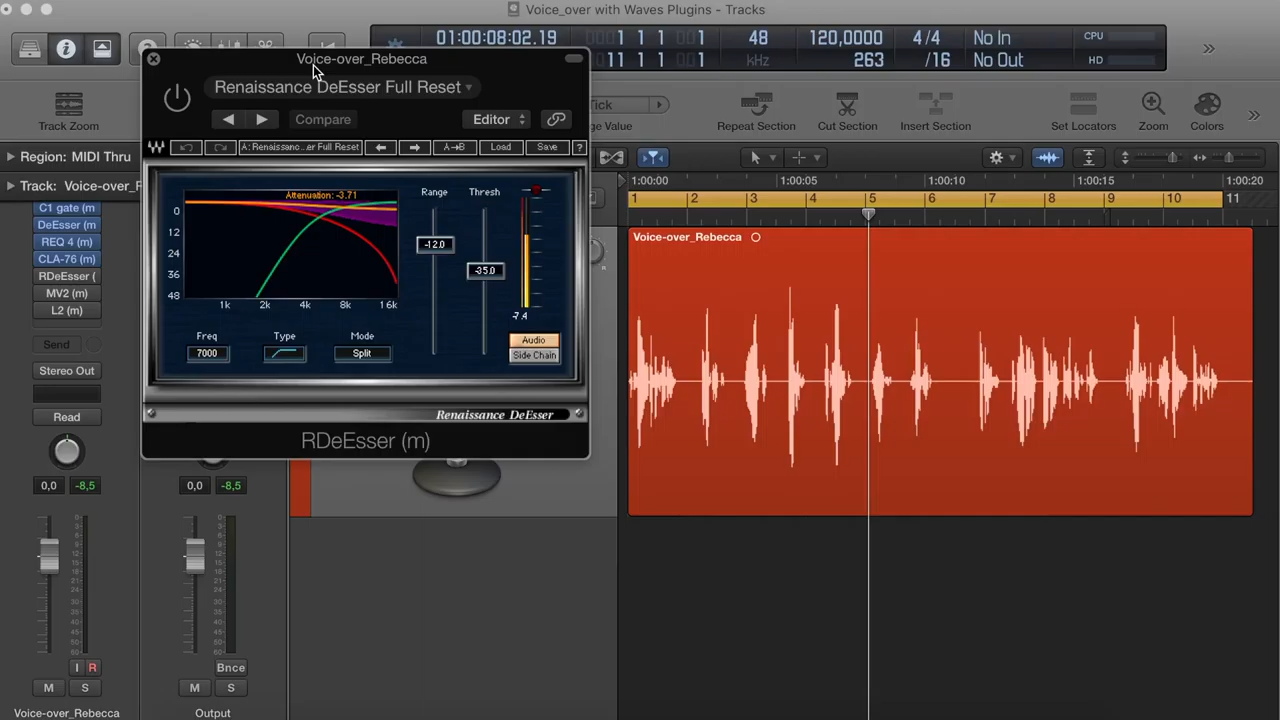 Voice_over with Waves Plugins - Tracks
01:00:08:02.19
1 1 1 001
48
120,0000
4/4
No In
CPU
11 1 1 001
kHz
263
/16
No Out
HD
Voice-over_Rebecca
Renaissance DeEsser Full Reset
Compare
Editor
Track Zoom
Tick
Repeat Section
Cut Section
Insert Section
Set Locators
Zoom
Colors
A: Renaissanc...er Full Reset
A→B
Load
Save
?
Region: MIDI Thru
Track: Voice-over_R
1:00:00
1:00:05
1:00:10
1:00:15
1:00:20
1 2 3 4 5 6 7 8 9 10 11
C1 gate (m
DeEsser (m
REQ 4 (m)
CLA-76 (m)
RDeEsser (
MV2 (m)
L2 (m)
Send
Stereo Out
Read
Attenuation: -3.71
0
12
24
36
48
1k 2k 4k 8k 16k
Range
Thresh
-12.0
-35.0
-7.4
Freq
Type
Mode
7000
Split
Audio
Side Chain
Renaissance DeEsser
RDeEsser (m)
Voice-over_Rebecca
R
0,0
-8,5
0,0
-8,5
I
R
Bnce
M
S
M
S
Voice-over_Rebecca
Output